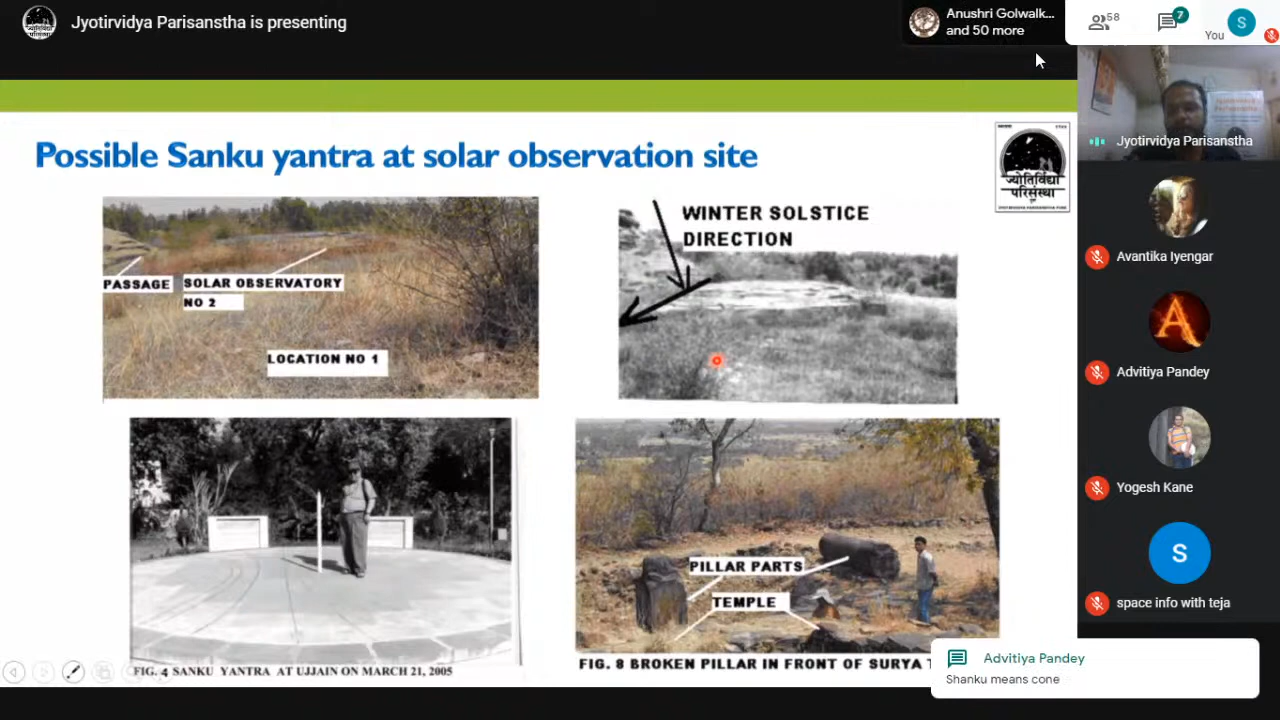 Jyotirvidya Parisanstha is presenting
Anushri Golwalk...
and 50 more
58
7
You
S
Possible Sanku yantra at solar observation site
ज्योतिर्विद्या
परिसंस्था
PASSAGE
SOLAR OBSERVATORY
NO 2
LOCATION NO 1
WINTER SOLSTICE
DIRECTION
FIG. 4 SANKU YANTRA AT UJJAIN ON MARCH 21, 2005
PILLAR PARTS
TEMPLE
FIG. 8 BROKEN PILLAR IN FRONT OF SURYA T
Jyotirvidya Parisanstha
Avantika Iyengar
A
Advitiya Pandey
Yogesh Kane
S
space info with teja
Advitiya Pandey
Shanku means cone